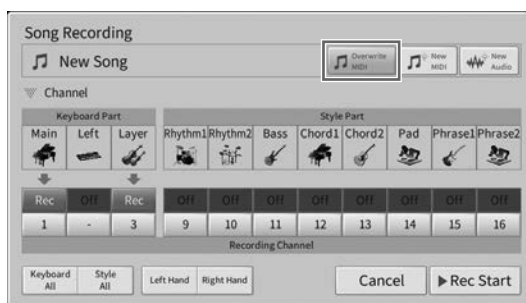 Song Recording
New Song
Overwrite MIDI
New MIDI
New Audio
Channel
Keyboard Part
Style Part
Main Left Layer Rhythm1 Rhythm2 Bass Chord1 Chord2 Pad Phrase1 Phrase2
Rec Off Rec Off Off Off Off Off Off Off Off
1 - 3 9 10 11 12 13 14 15 16
Recording Channel
Keyboard All
Style All
Left Hand
Right Hand
Cancel
▶Rec Start